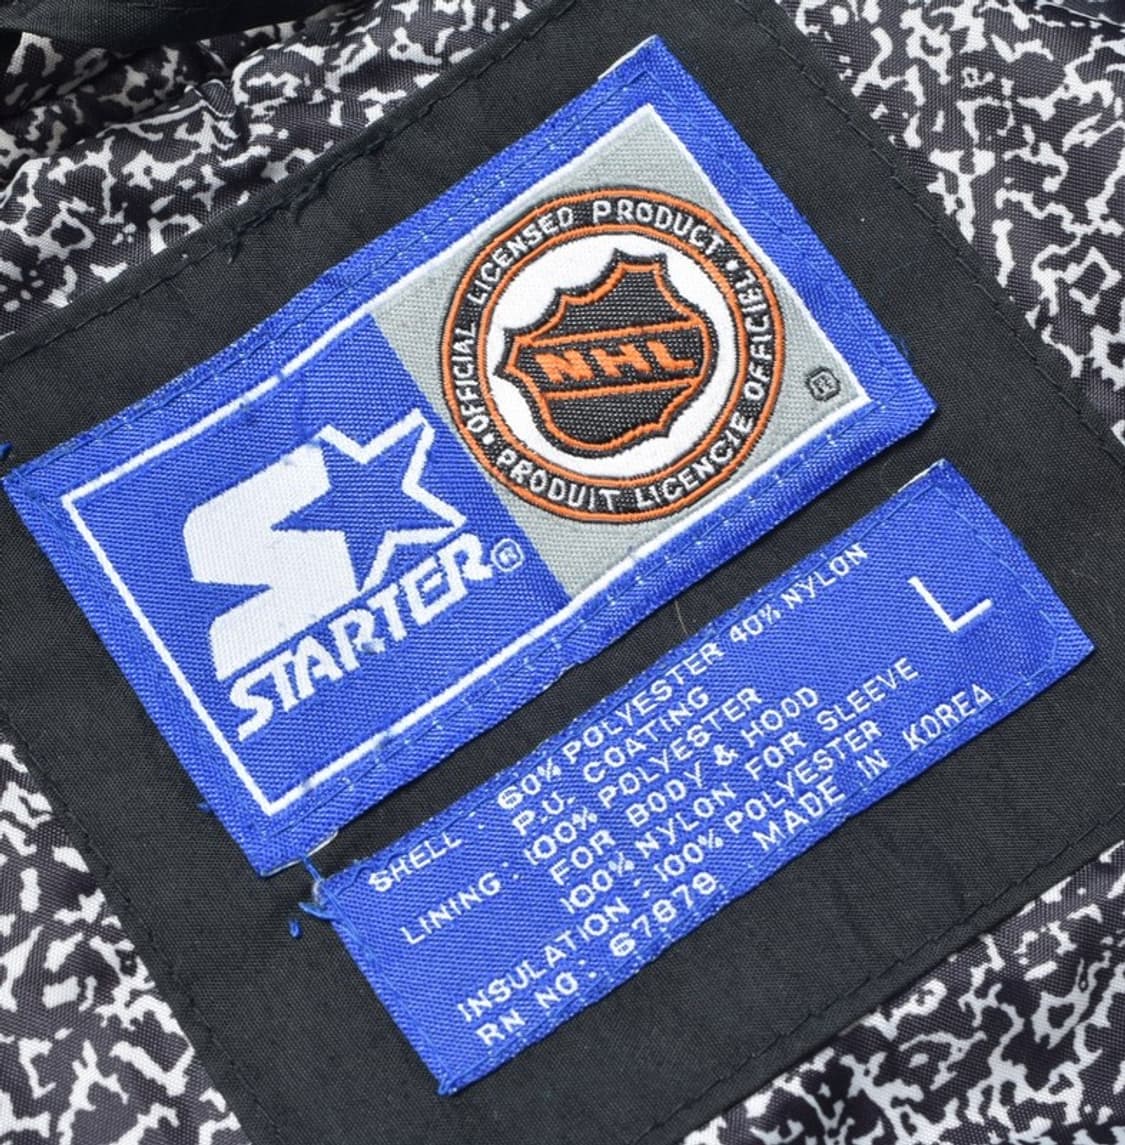 OFFICIAL LICENSED PRODUCT
NHL
PRODUIT LICENCIE OFFICIEL
®
STARTER®
L
SHELL : 60% POLYESTER 40% NYLON
P.U. COATING
LINING : 100% POLYESTER
FOR BODY & HOOD
100% NYLON FOR SLEEVE
INSULATION : 100% POLYESTER
RN NO : 67879 MADE IN KOREA